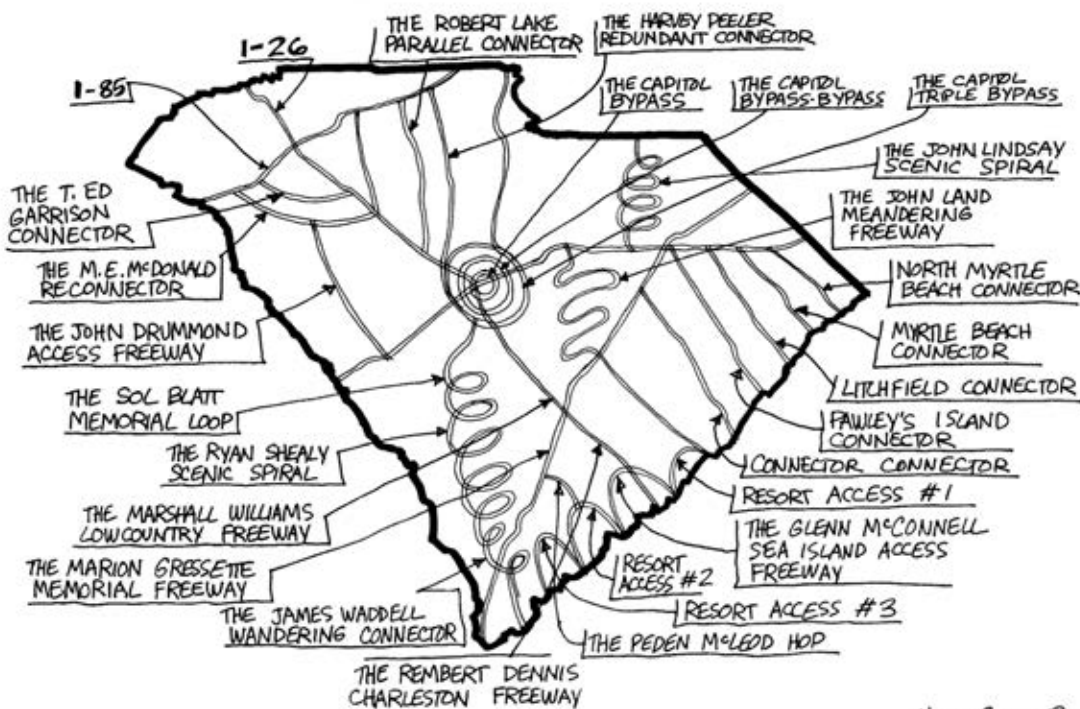 THE ROBERT LAKE
PARALLEL CONNECTOR
THE HARVEY PEELER
REDUNDANT CONNECTOR
I-26
I-85
THE CAPITOL
BYPASS
THE CAPITOL
BYPASS-BYPASS
THE CAPITOL
TRIPLE BYPASS
THE JOHN LINDSAY
SCENIC SPIRAL
THE JOHN LAND
MEANDERING
FREEWAY
THE T. ED
GARRISON
CONNECTOR
THE M.E. McDONALD
RECONNECTOR
NORTH MYRTLE
BEACH CONNECTOR
THE JOHN DRUMMOND
ACCESS FREEWAY
MYRTLE BEACH
CONNECTOR
LITCHFIELD CONNECTOR
THE SOL BLATT
MEMORIAL LOOP
PAWLEY'S ISLAND
CONNECTOR
THE RYAN SHEALY
SCENIC SPIRAL
CONNECTOR CONNECTOR
RESORT ACCESS #1
THE MARSHALL WILLIAMS
LOWCOUNTRY FREEWAY
THE GLENN McCONNELL
SEA ISLAND ACCESS
FREEWAY
THE MARION GRESSETTE
MEMORIAL FREEWAY
RESORT
ACCESS #2
RESORT ACCESS #3
THE JAMES WADDELL
WANDERING CONNECTOR
THE PEDEN McLEOD HOP
THE REMBERT DENNIS
CHARLESTON FREEWAY